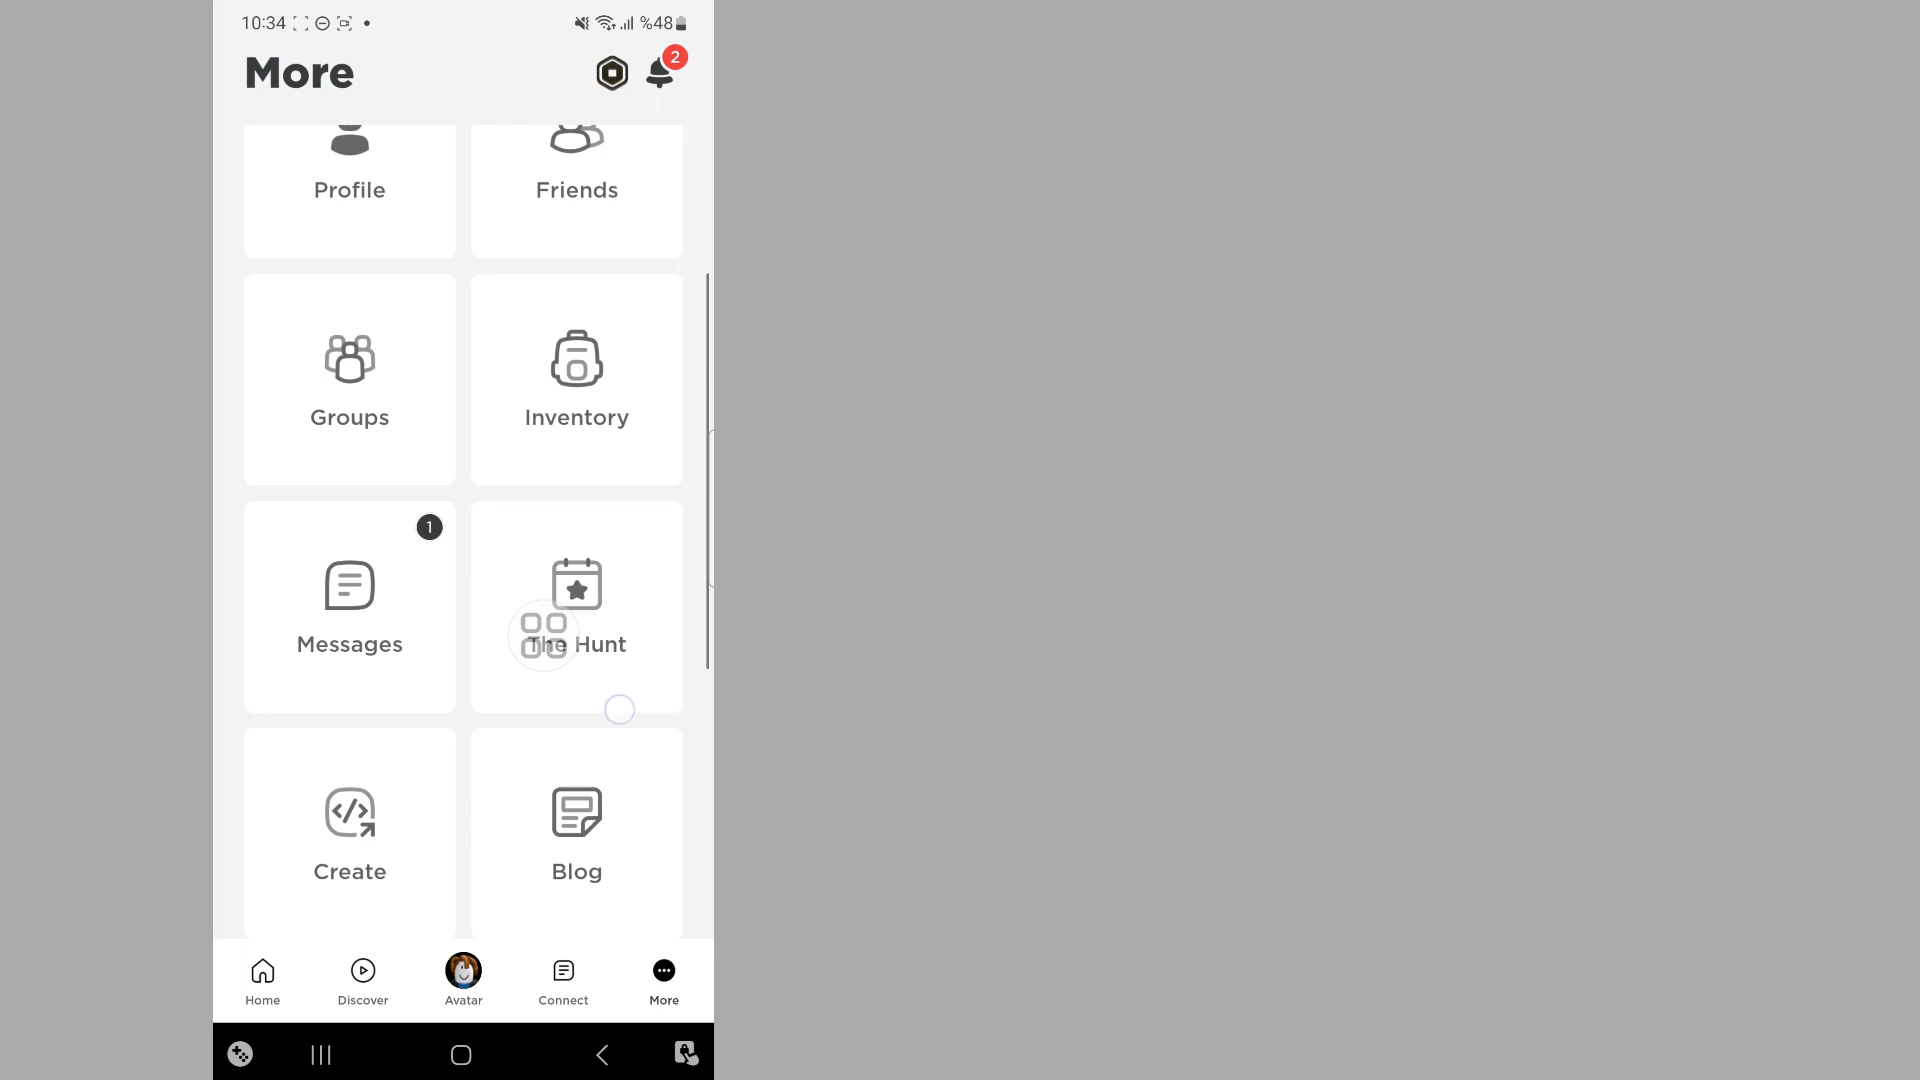 10:34 %48
More 2
Profile Friends
Groups Inventory
1
Messages The Hunt
Create Blog
Home Discover Avatar Connect More